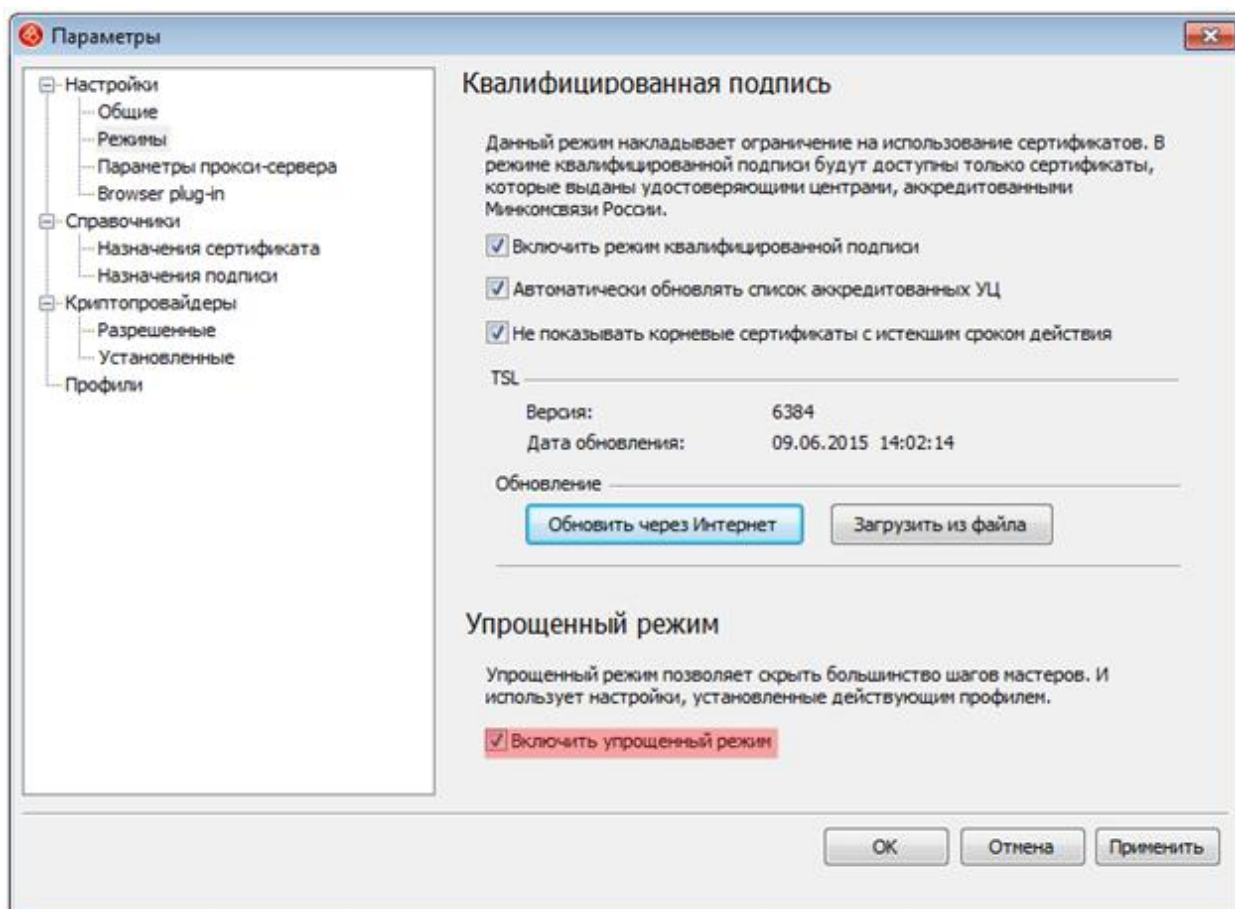 Параметры
Настройки
Общие
Режимы
Параметры прокси-сервера
Browser plug-in
Справочники
Назначения сертификата
Назначения подписи
Криптопровайдеры
Разрешенные
Установленные
Профили
Квалифицированная подпись
Данный режим накладывает ограничение на использование сертификатов. В
режиме квалифицированной подписи будут доступны только сертификаты,
которые выданы удостоверяющими центрами, аккредитованными
Минкомсвязи России.
Включить режим квалифицированной подписи
Автоматически обновлять список аккредитованных УЦ
Не показывать корневые сертификаты с истекшим сроком действия
TSL
Версия: 6384
Дата обновления: 09.06.2015 14:02:14
Обновление
Обновить через Интернет Загрузить из файла
Упрощенный режим
Упрощенный режим позволяет скрыть большинство шагов мастеров. И
использует настройки, установленные действующим профилем.
Включить упрощенный режим
ОК Отмена Применить